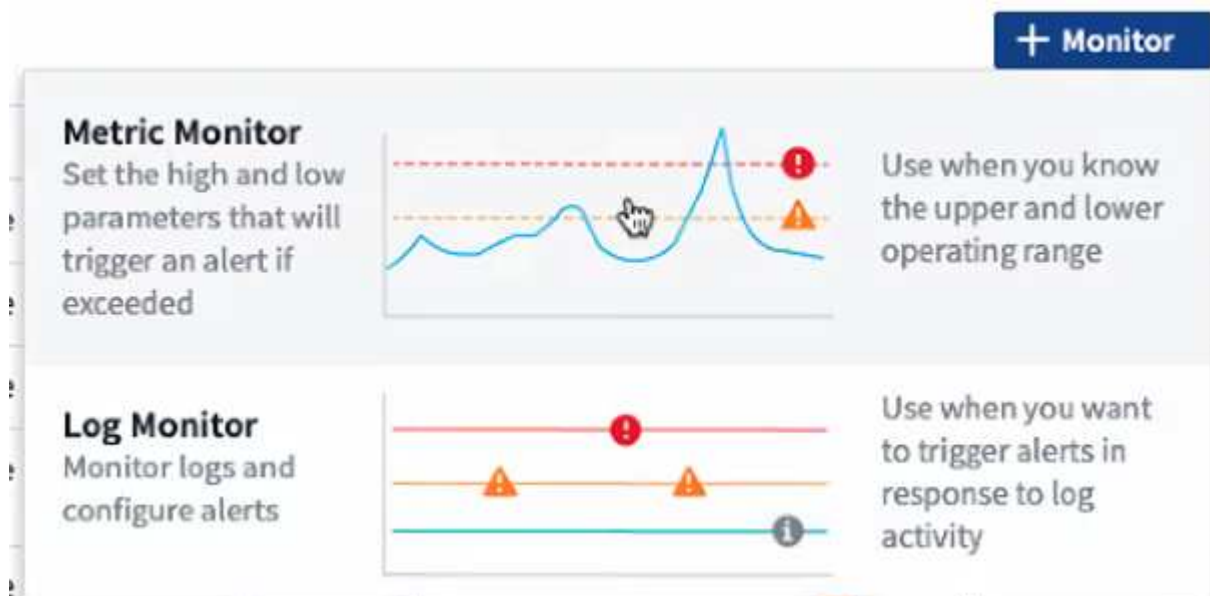 + Monitor
Metric Monitor
Set the high and low
parameters that will
trigger an alert if
exceeded
Use when you know
the upper and lower
operating range
Log Monitor
Monitor logs and
configure alerts
Use when you want
to trigger alerts in
response to log
activity